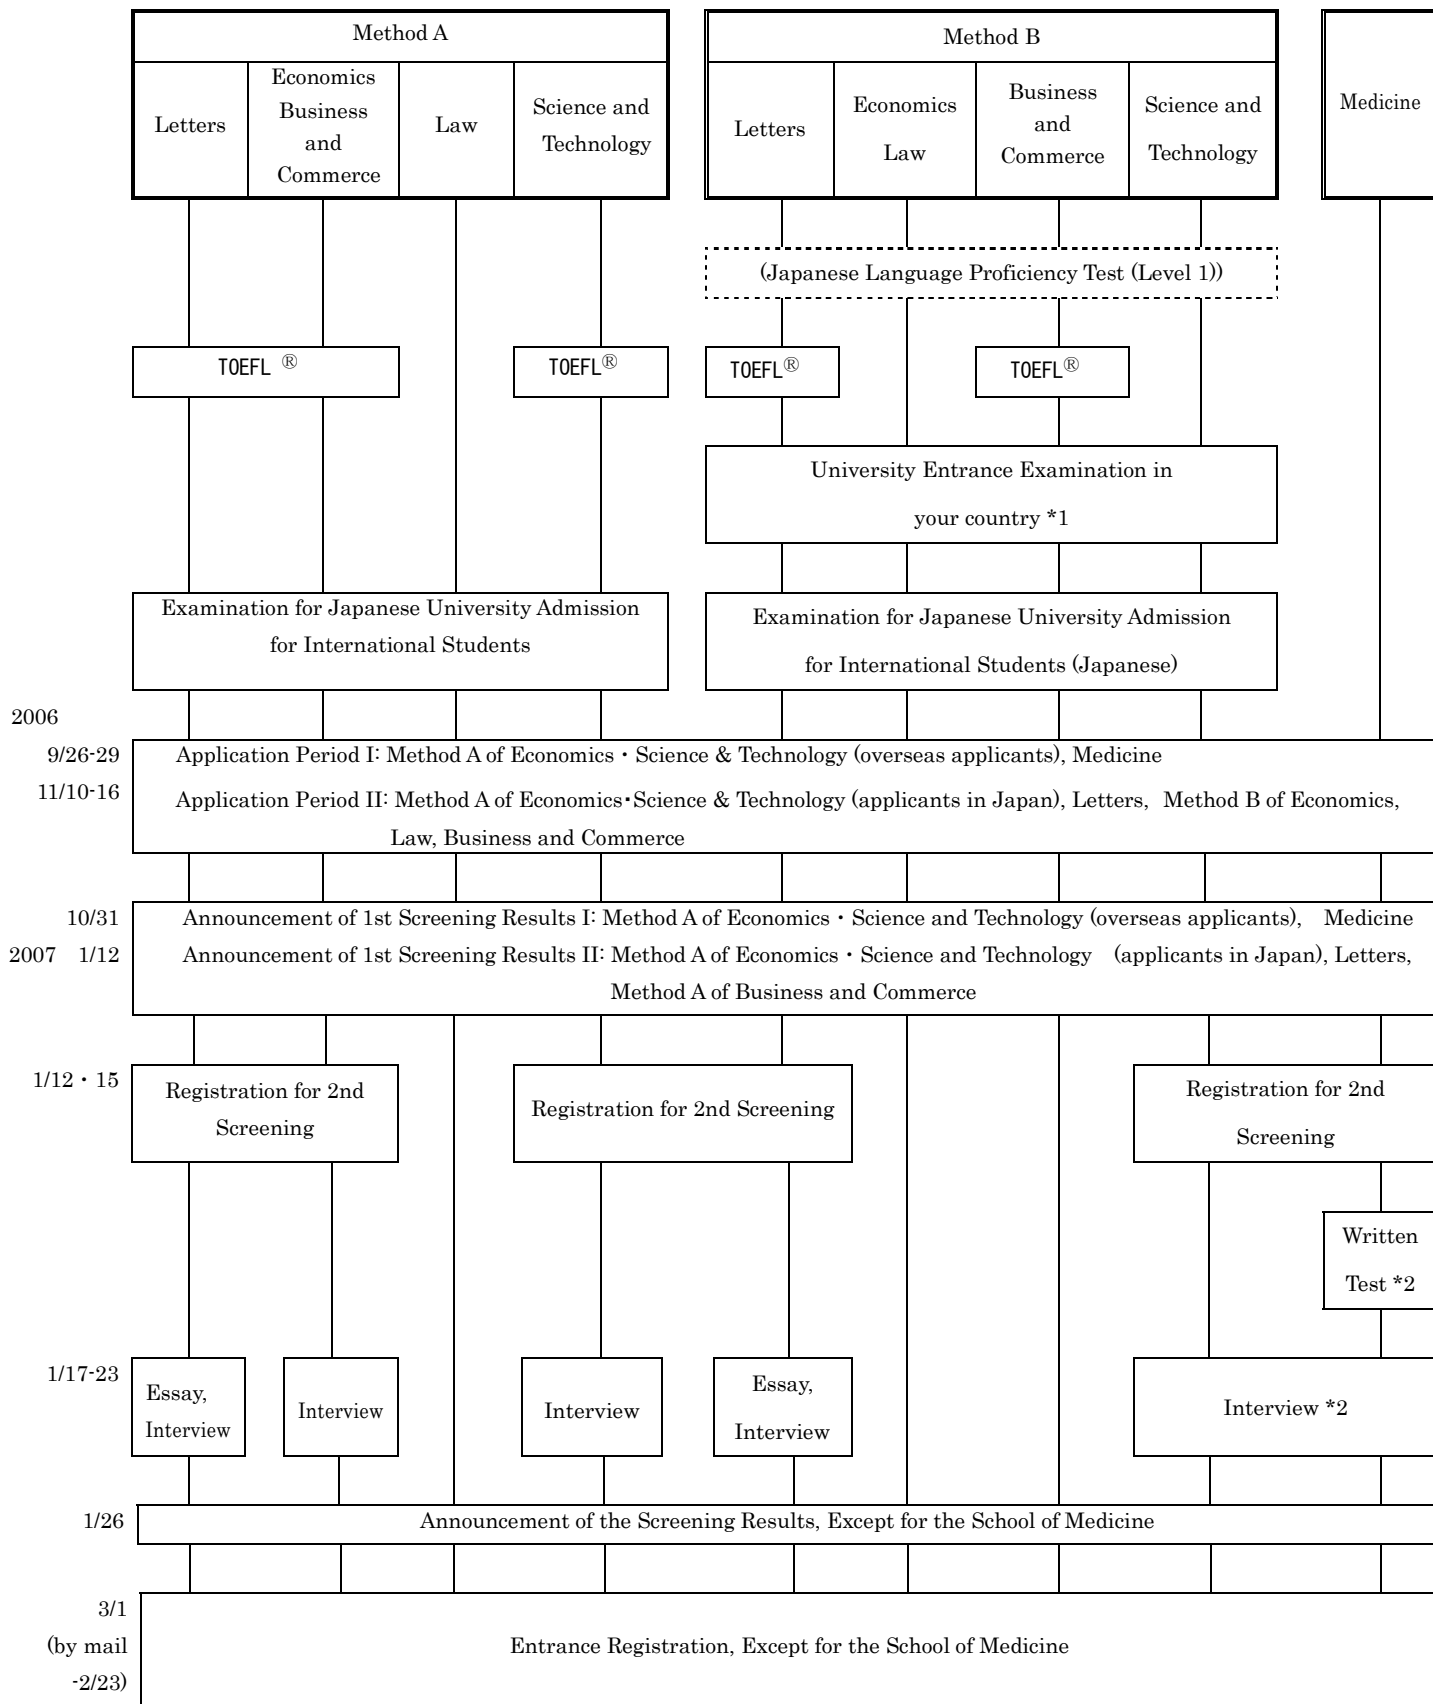 Method A
Method B
Medicine
Letters
Economics
Business
and
Commerce
Law
Science and
Technology
Letters
Economics
Law
Business
and
Commerce
Science and
Technology
(Japanese Language Proficiency Test (Level 1))
TOEFL ®
TOEFL®
TOEFL®
TOEFL®
University Entrance Examination in
your country *1
Examination for Japanese University Admission
for International Students
Examination for Japanese University Admission
for International Students (Japanese)
2006
9/26-29
Application Period I: Method A of Economics・Science & Technology (overseas applicants), Medicine
11/10-16
Application Period II: Method A of Economics・Science & Technology (applicants in Japan), Letters, Method B of Economics,
Law, Business and Commerce
10/31
Announcement of 1st Screening Results I: Method A of Economics・Science and Technology (overseas applicants), Medicine
2007 1/12
Announcement of 1st Screening Results II: Method A of Economics・Science and Technology (applicants in Japan), Letters,
Method A of Business and Commerce
1/12・15
Registration for 2nd
Screening
Registration for 2nd Screening
Registration for 2nd
Screening
Written
Test *2
1/17-23
Essay,
Interview
Interview
Interview
Essay,
Interview
Interview *2
1/26
Announcement of the Screening Results, Except for the School of Medicine
3/1
(by mail
-2/23)
Entrance Registration, Except for the School of Medicine